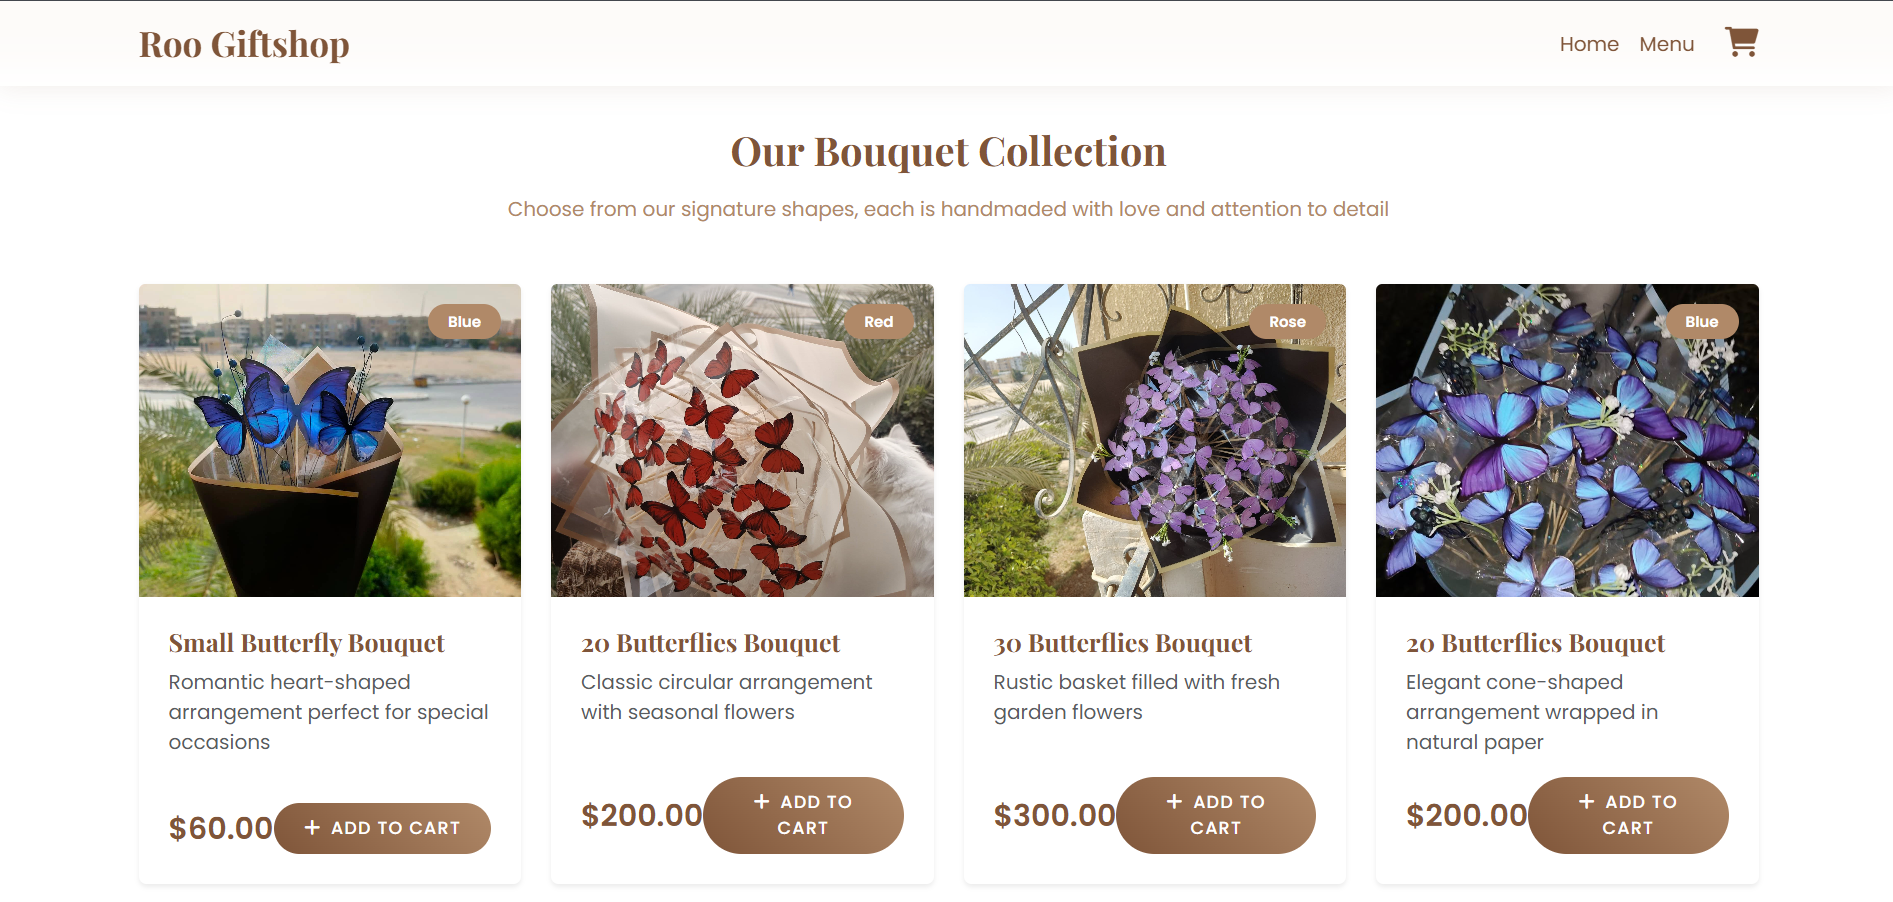 Roo Giftshop
Home Menu
Our Bouquet Collection
Choose from our signature shapes, each is handmaded with love and attention to detail
Blue
Small Butterfly Bouquet
Romantic heart-shaped
arrangement perfect for special
occasions
$60.00
+ ADD TO CART
Red
20 Butterflies Bouquet
Classic circular arrangement
with seasonal flowers
$200.00
+ ADD TO
CART
Rose
30 Butterflies Bouquet
Rustic basket filled with fresh
garden flowers
$300.00
+ ADD TO
CART
Blue
20 Butterflies Bouquet
Elegant cone-shaped
arrangement wrapped in
natural paper
$200.00
+ ADD TO
CART